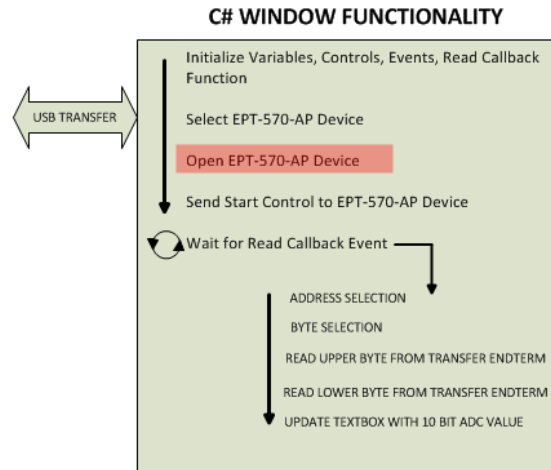 C# WINDOW FUNCTIONALITY
Initialize Variables, Controls, Events, Read Callback
Function
USB TRANSFER
Select EPT-570-AP Device
Open EPT-570-AP Device
Send Start Control to EPT-570-AP Device
Wait for Read Callback Event
ADDRESS SELECTION
BYTE SELECTION
READ UPPER BYTE FROM TRANSFER ENDTERM
READ LOWER BYTE FROM TRANSFER ENDTERM
UPDATE TEXTBOX WITH 10 BIT ADC VALUE